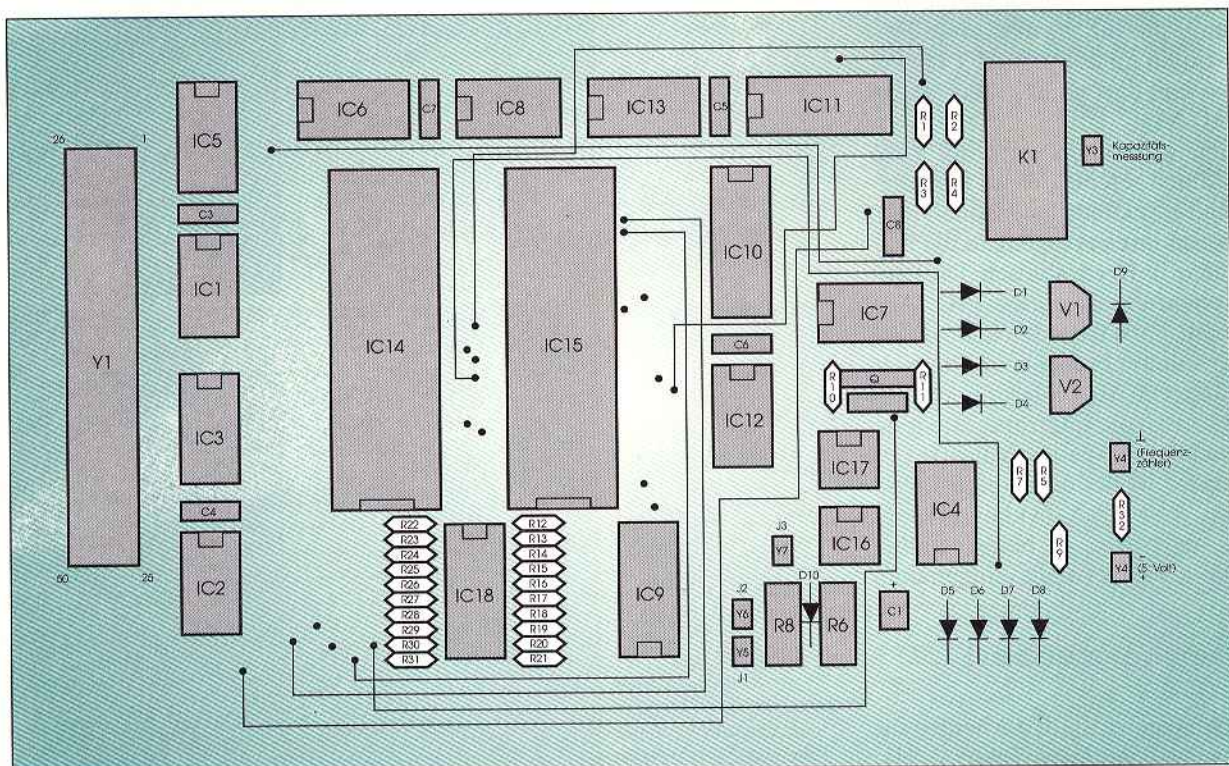 IC6
C7
IC8
IC13
C5
IC11
IC5
R1
R2
K1
Y3
Kapazitäts-
messsung
26
1
C3
R3
R4
C8
IC10
IC1
D9
D1
V1
IC7
D2
Y1
IC14
IC15
C6
D3
R10
R11
V2
D4
IC3
IC12
IC17
⊥
Y4
(Frequenz-
zähler)
R7
R5
IC4
C4
R22
R12
R32
R23
R13
IC16
R24
R14
J3
Y7
R9
R25
R15
Y4
–
(5 Volt)
+
50
25
IC2
R26
R16
D10
R27
IC18
R17
IC9
J2
+
D5
D6
D7
D8
R28
R18
Y6
R8
R6
C1
R29
R19
R30
R20
Y5
R31
R21
J1